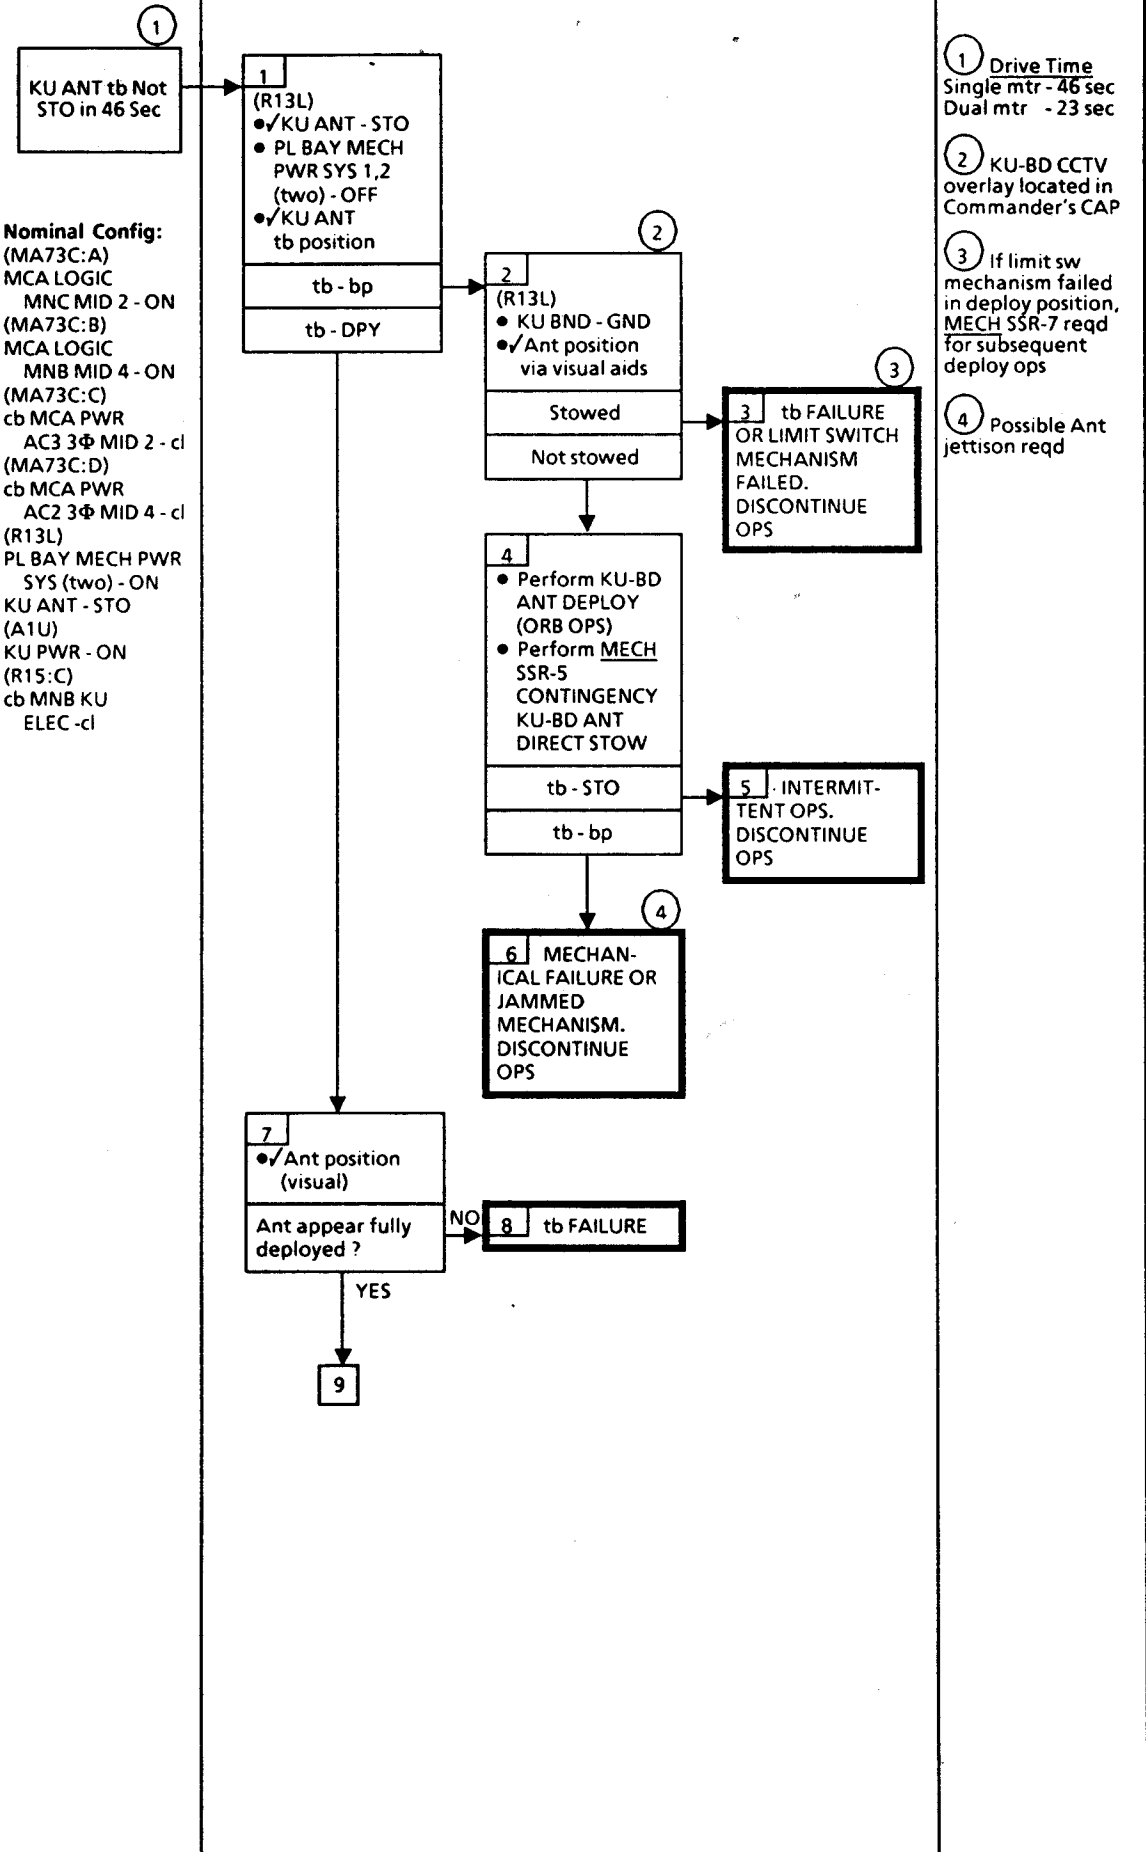 1
KU ANT tb Not
STO in 46 Sec
Nominal Config:
(MA73C:A)
MCA LOGIC
MNC MID 2 - ON
(MA73C:B)
MCA LOGIC
MNB MID 4 - ON
(MA73C:C)
cb MCA PWR
AC3 3Φ MID 2 - cl
(MA73C:D)
cb MCA PWR
AC2 3Φ MID 4 - cl
(R13L)
PL BAY MECH PWR
SYS (two) - ON
KU ANT - STO
(A1U)
KU PWR - ON
(R15:C)
cb MNB KU
ELEC -cl
1
(R13L)
●✓KU ANT - STO
● PL BAY MECH
PWR SYS 1,2
(two) - OFF
●✓KU ANT
tb position
tb - bp
tb - DPY
2
2
(R13L)
● KU BND - GND
●✓Ant position
via visual aids
Stowed
Not stowed
3
3 tb FAILURE
OR LIMIT SWITCH
MECHANISM
FAILED.
DISCONTINUE
OPS
4
● Perform KU-BD
ANT DEPLOY
(ORB OPS)
● Perform MECH
SSR-5
CONTINGENCY
KU-BD ANT
DIRECT STOW
tb - STO
tb - bp
5 INTERMIT-
TENT OPS.
DISCONTINUE
OPS
4
6 MECHAN-
ICAL FAILURE OR
JAMMED
MECHANISM.
DISCONTINUE
OPS
7
●✓Ant position
(visual)
Ant appear fully
deployed ?
NO
8 tb FAILURE
YES
9
1 Drive Time
Single mtr - 46 sec
Dual mtr - 23 sec
2 KU-BD CCTV
overlay located in
Commander's CAP
3 If limit sw
mechanism failed
in deploy position,
MECH SSR-7 reqd
for subsequent
deploy ops
4 Possible Ant
jettison reqd